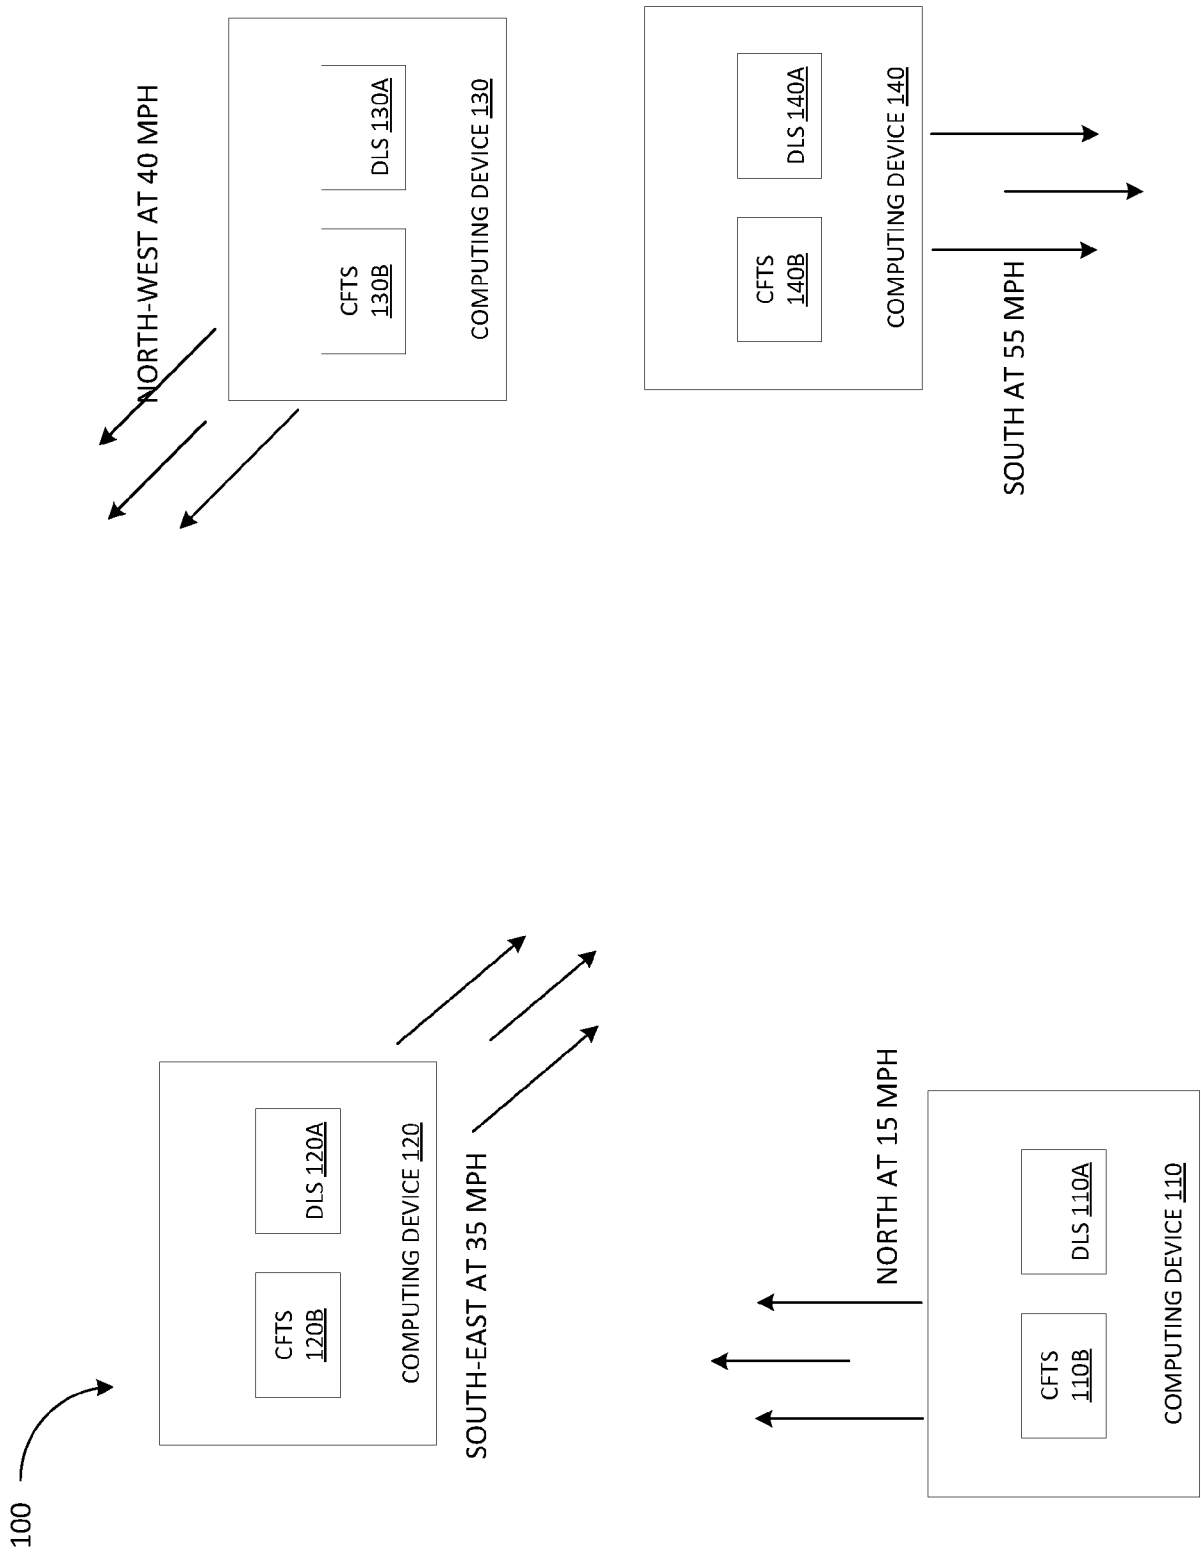 100
NORTH-WEST AT 40 MPH
CFTS
120B
DLS 120A
COMPUTING DEVICE 120
SOUTH-EAST AT 35 MPH
CFTS
130B
DLS 130A
COMPUTING DEVICE 130
NORTH AT 15 MPH
CFTS
110B
DLS 110A
COMPUTING DEVICE 110
CFTS
140B
DLS 140A
COMPUTING DEVICE 140
SOUTH AT 55 MPH